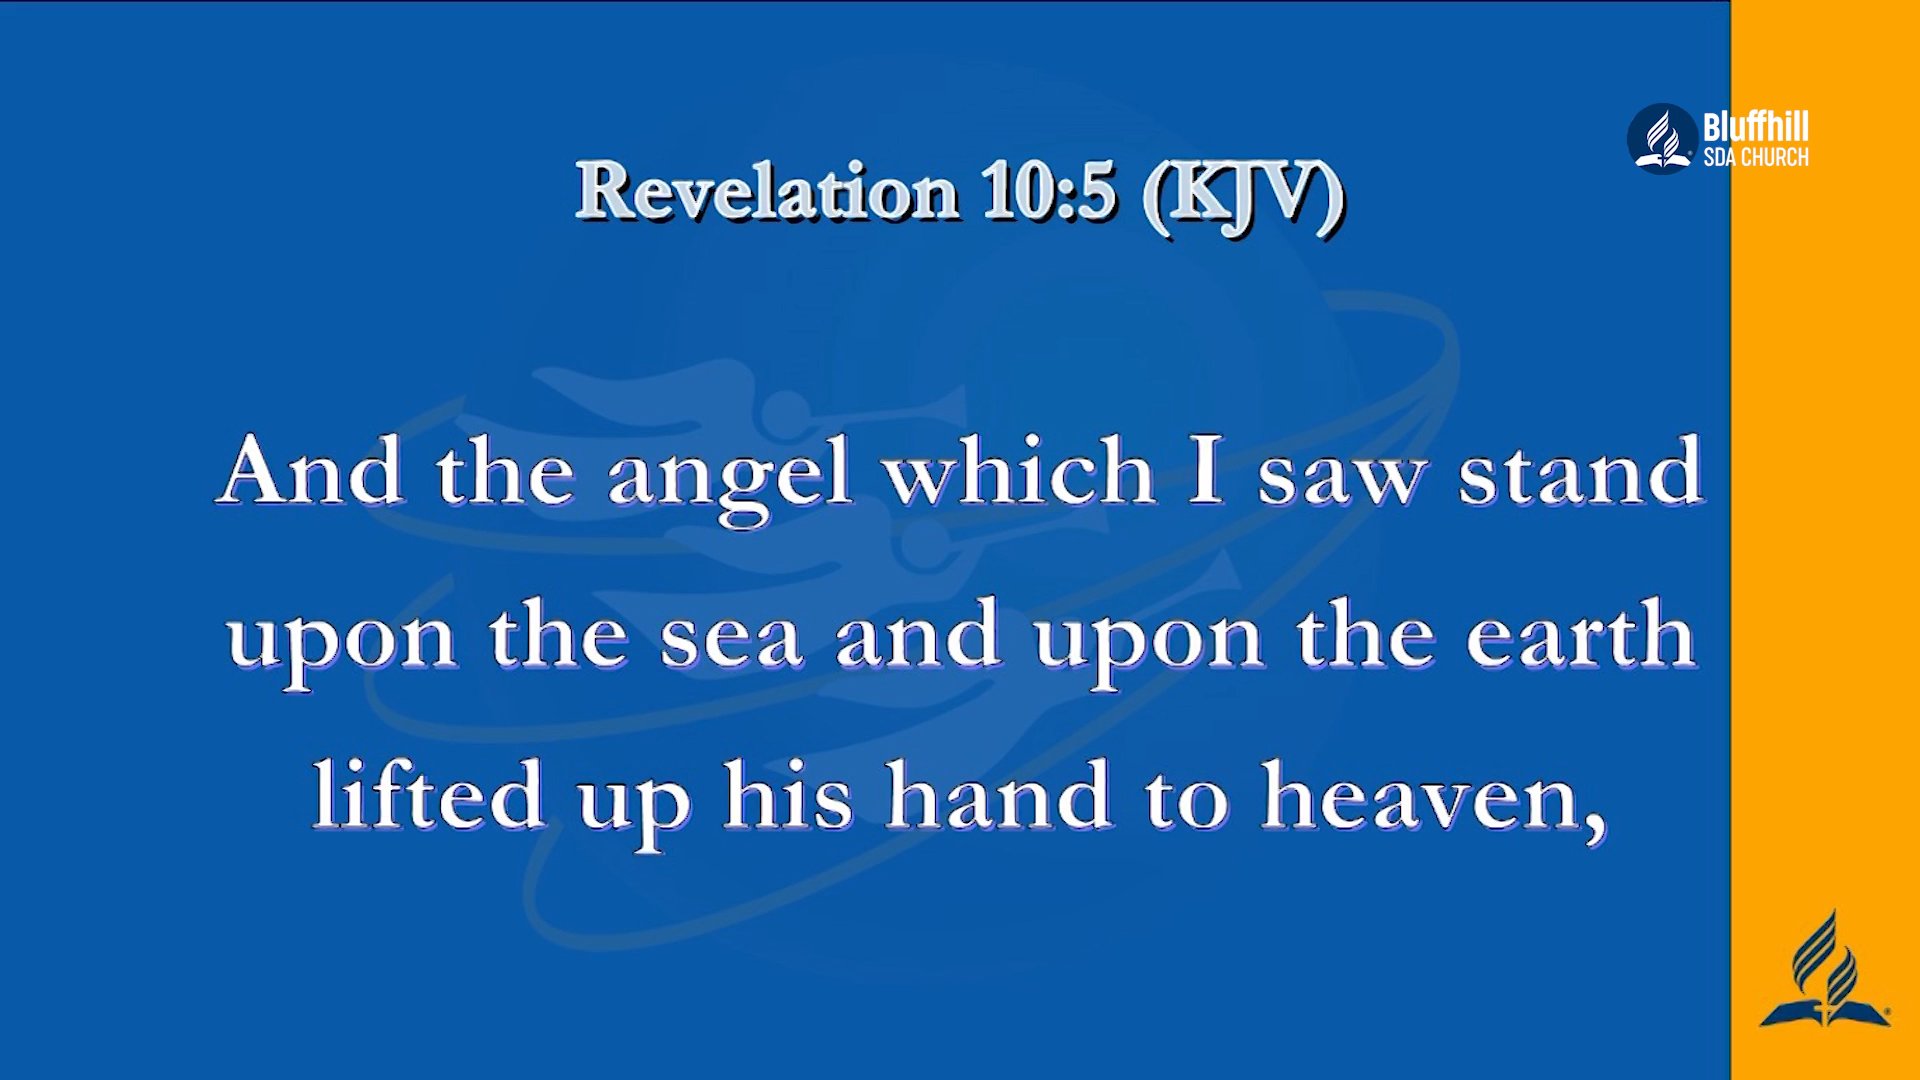 Bluffhill
SDA CHURCH
Revelation 10:5 (KJV)
And the angel which I saw stand
upon the sea and upon the earth
lifted up his hand to heaven,